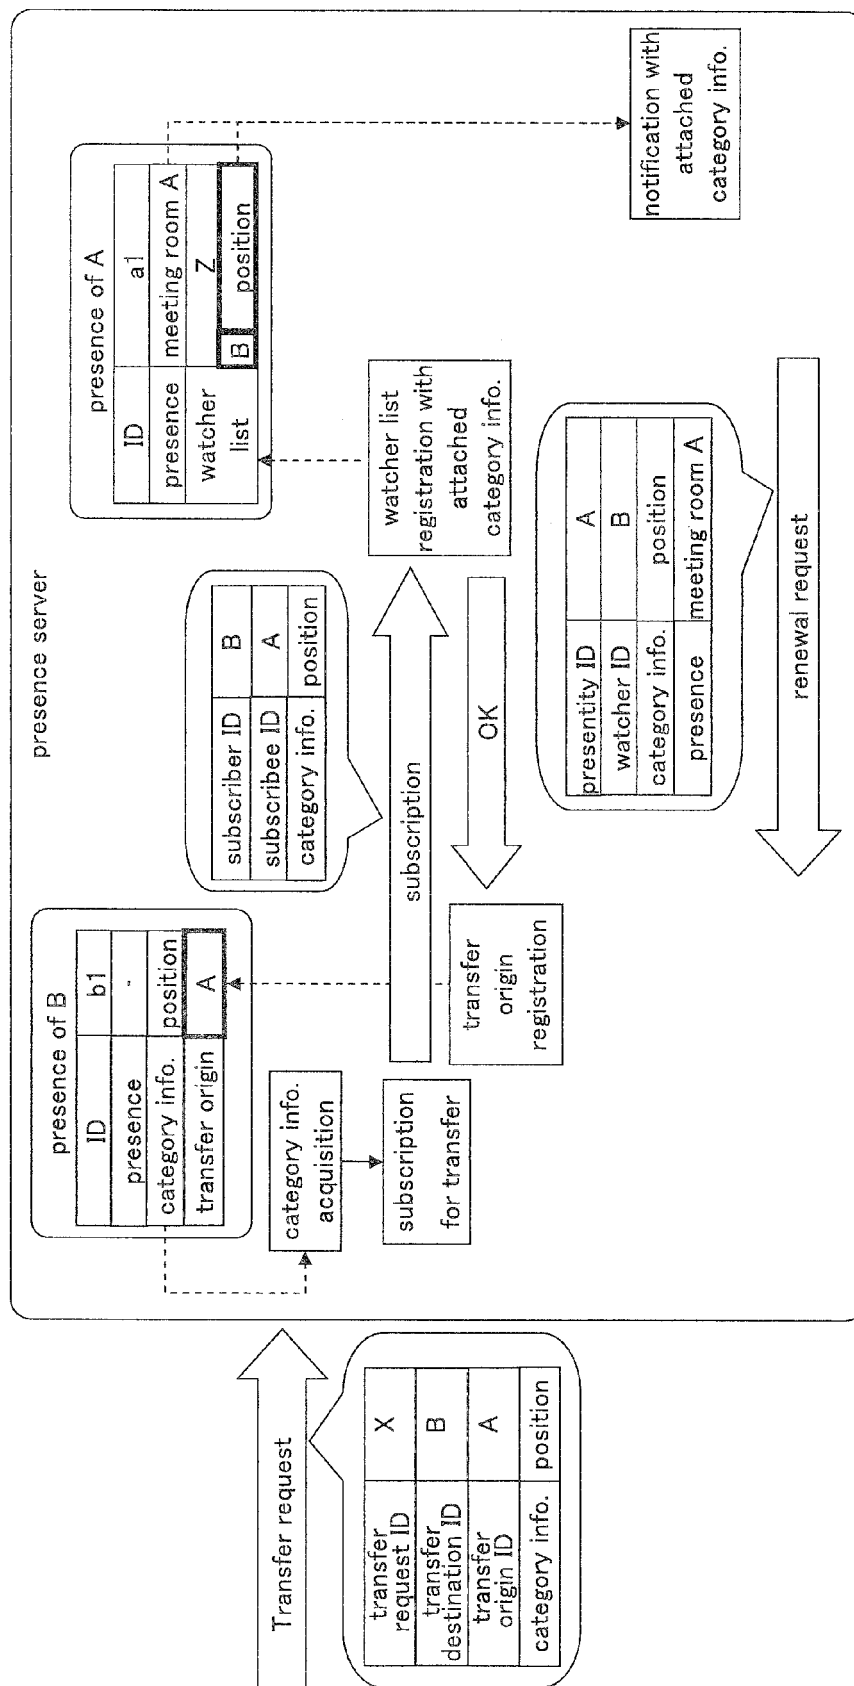 presence server
presence of B
ID b1
presence -
category info. position
transfer origin A
presence of A
ID a1
presence meeting room A
watcher
list
Z
B position
Transfer request
transfer
request ID
X
transfer
destination ID
B
transfer
origin ID
A
category info. position
category info.
acquisition
subscription
for transfer
subscriber ID B
subscribee ID A
category info. position
subscription
watcher list
registration with
attached
category info.
OK
transfer
origin
registration
notification with
attached
category info.
presentity ID A
watcher ID B
category info. position
presence meeting room A
renewal request